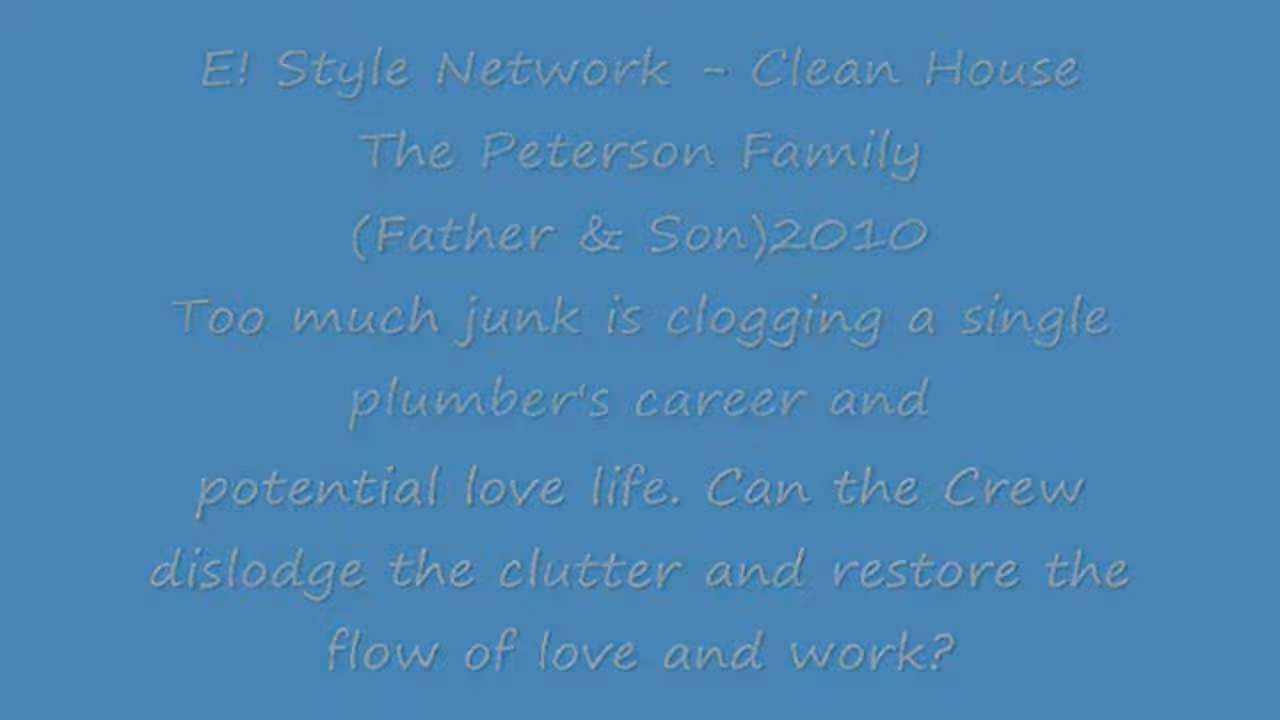 E! Style Network - Clean House
The Peterson Family
(Father & Son)2010
Too much junk is clogging a single
plumber's career and
potential love life. Can the Crew
dislodge the clutter and restore the
flow of love and work?